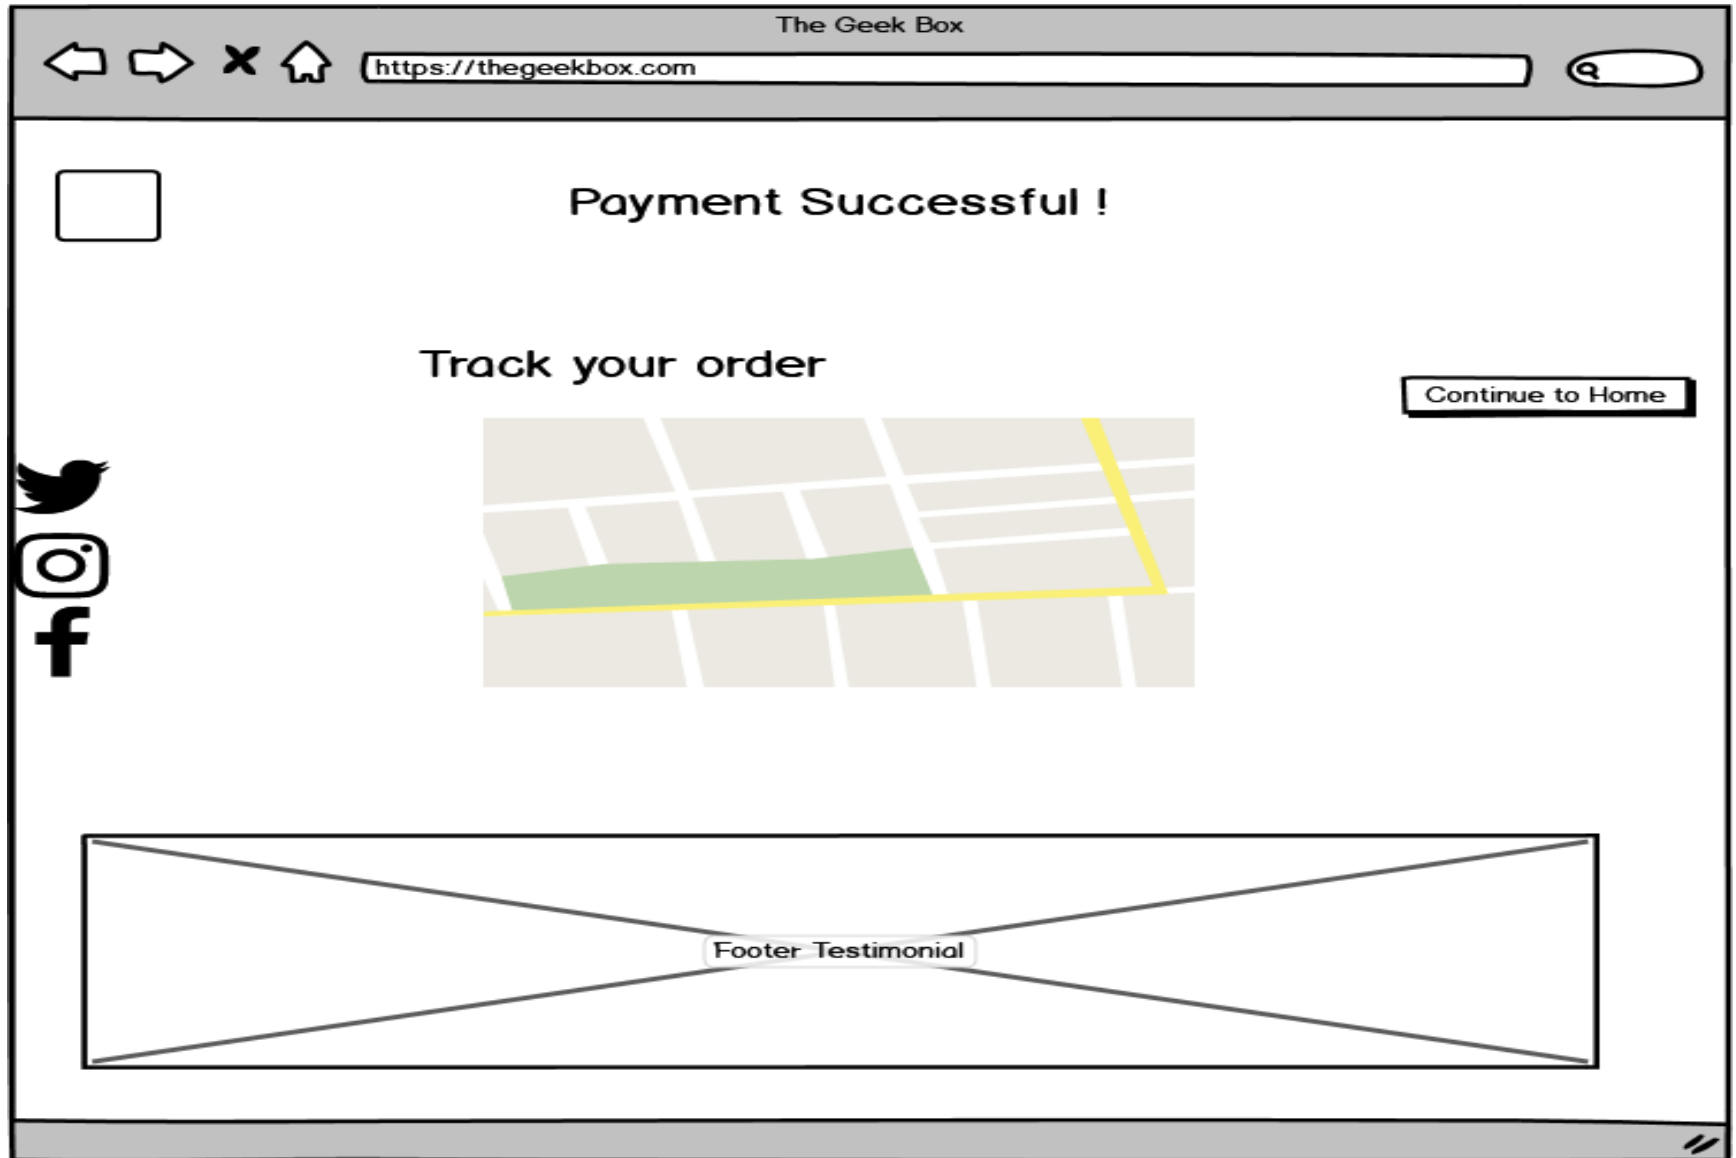 The Geek Box
https://thegeekbox.com
Payment Successful !
Track your order
Continue to Home
Footer Testimonial